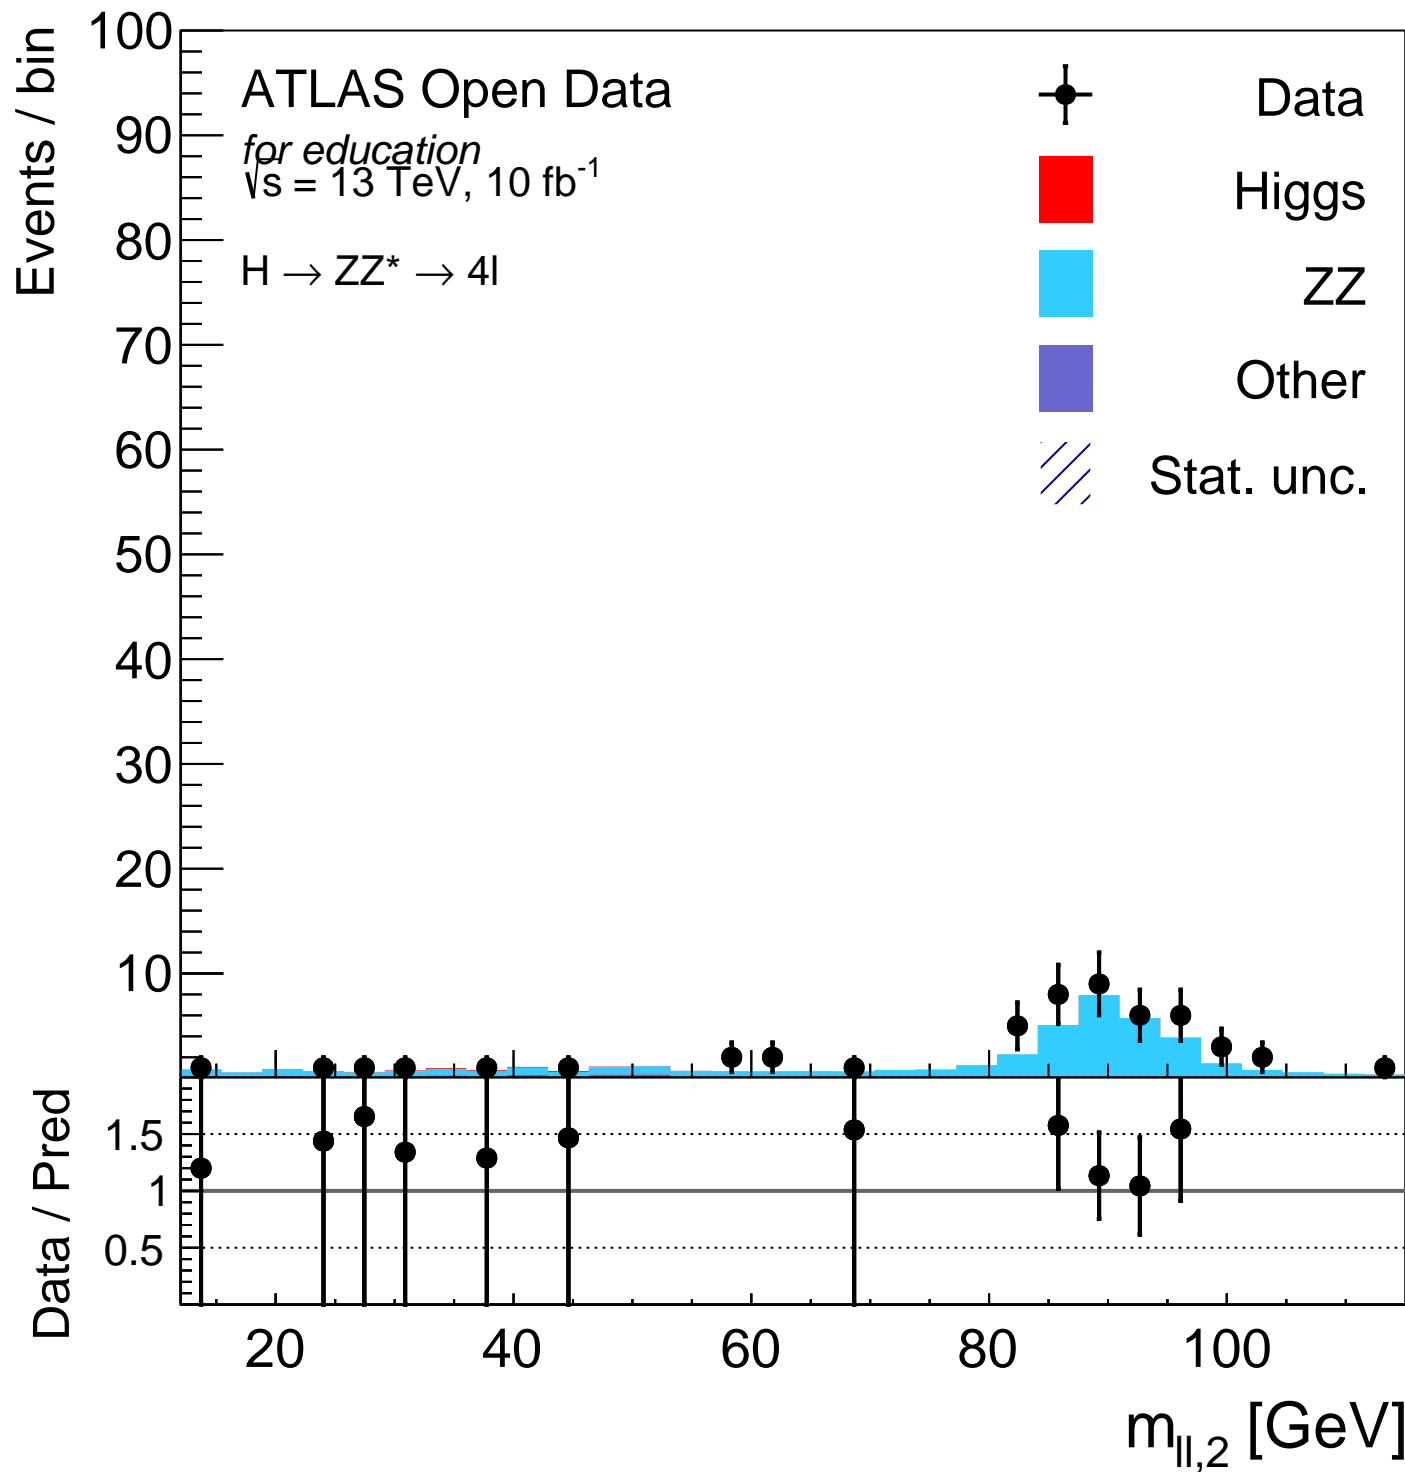 Events / bin
100
90
80
70
60
50
40
30
20
10
ATLAS Open Data
for education
√s = 13 TeV, 10 fb⁻¹
H → ZZ* → 4l
Data
Higgs
ZZ
Other
Stat. unc.
Data / Pred
1.5
1
0.5
20 40 60 80 100
m_{ll,2} [GeV]